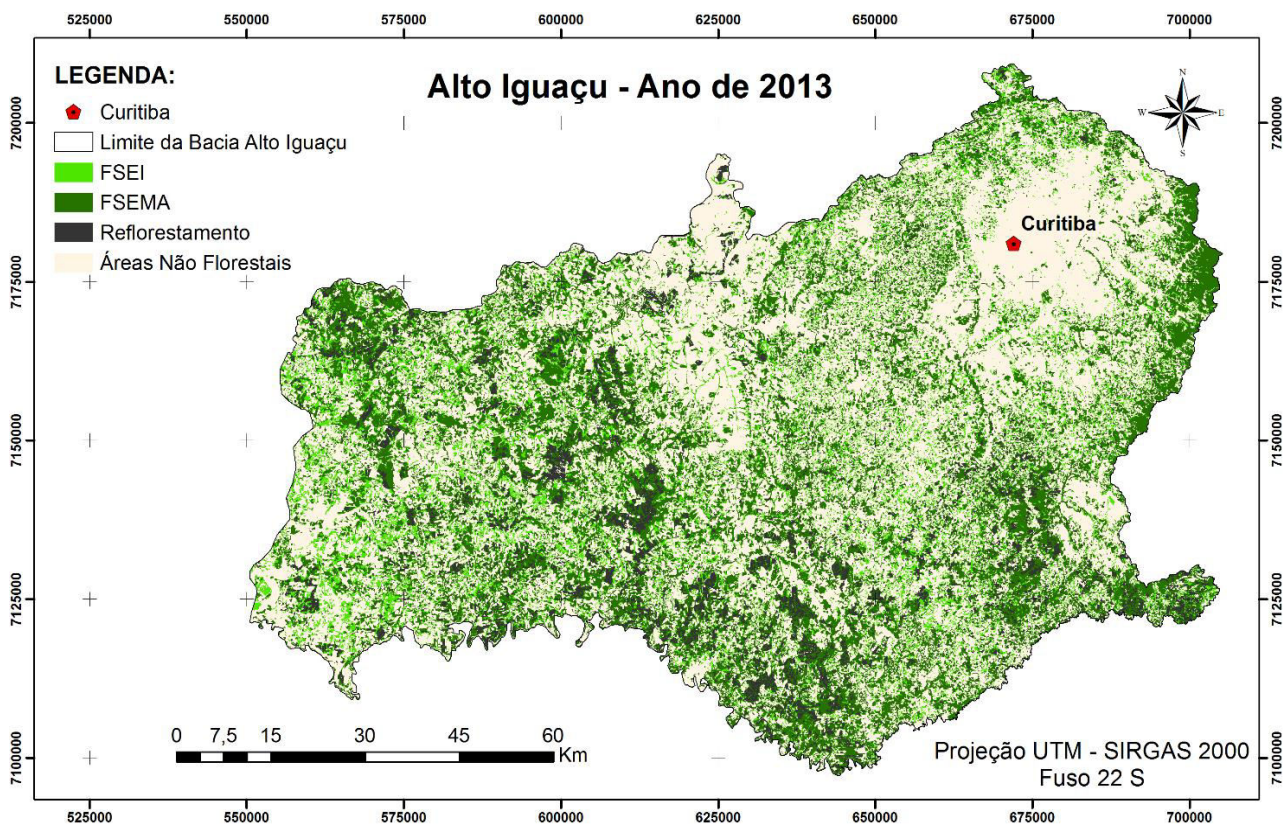 525000 550000 575000 600000 625000 650000 675000 700000
LEGENDA:
Curitiba
Limite da Bacia Alto Iguaçu
FSEI
FSEMA
Reflorestamento
Áreas Não Florestais
Alto Iguaçu - Ano de 2013
N
W E
S
Curitiba
7200000 7200000
7175000 7175000
7150000 7150000
7125000 7125000
7100000 7100000
0 7,5 15 30 45 60
Km
Projeção UTM - SIRGAS 2000
Fuso 22 S
525000 550000 575000 600000 625000 650000 675000 700000